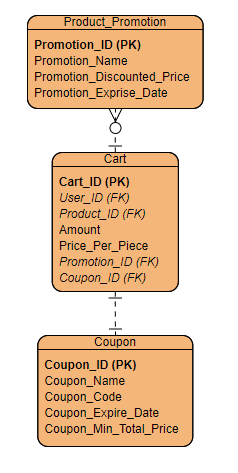 Product_Promotion
Promotion_ID (PK)
Promotion_Name
Promotion_Discounted_Price
Promotion_Exprise_Date
Cart
Cart_ID (PK)
User_ID (FK)
Product_ID (FK)
Amount
Price_Per_Piece
Promotion_ID (FK)
Coupon_ID (FK)
Coupon
Coupon_ID (PK)
Coupon_Name
Coupon_Code
Coupon_Expire_Date
Coupon_Min_Total_Price